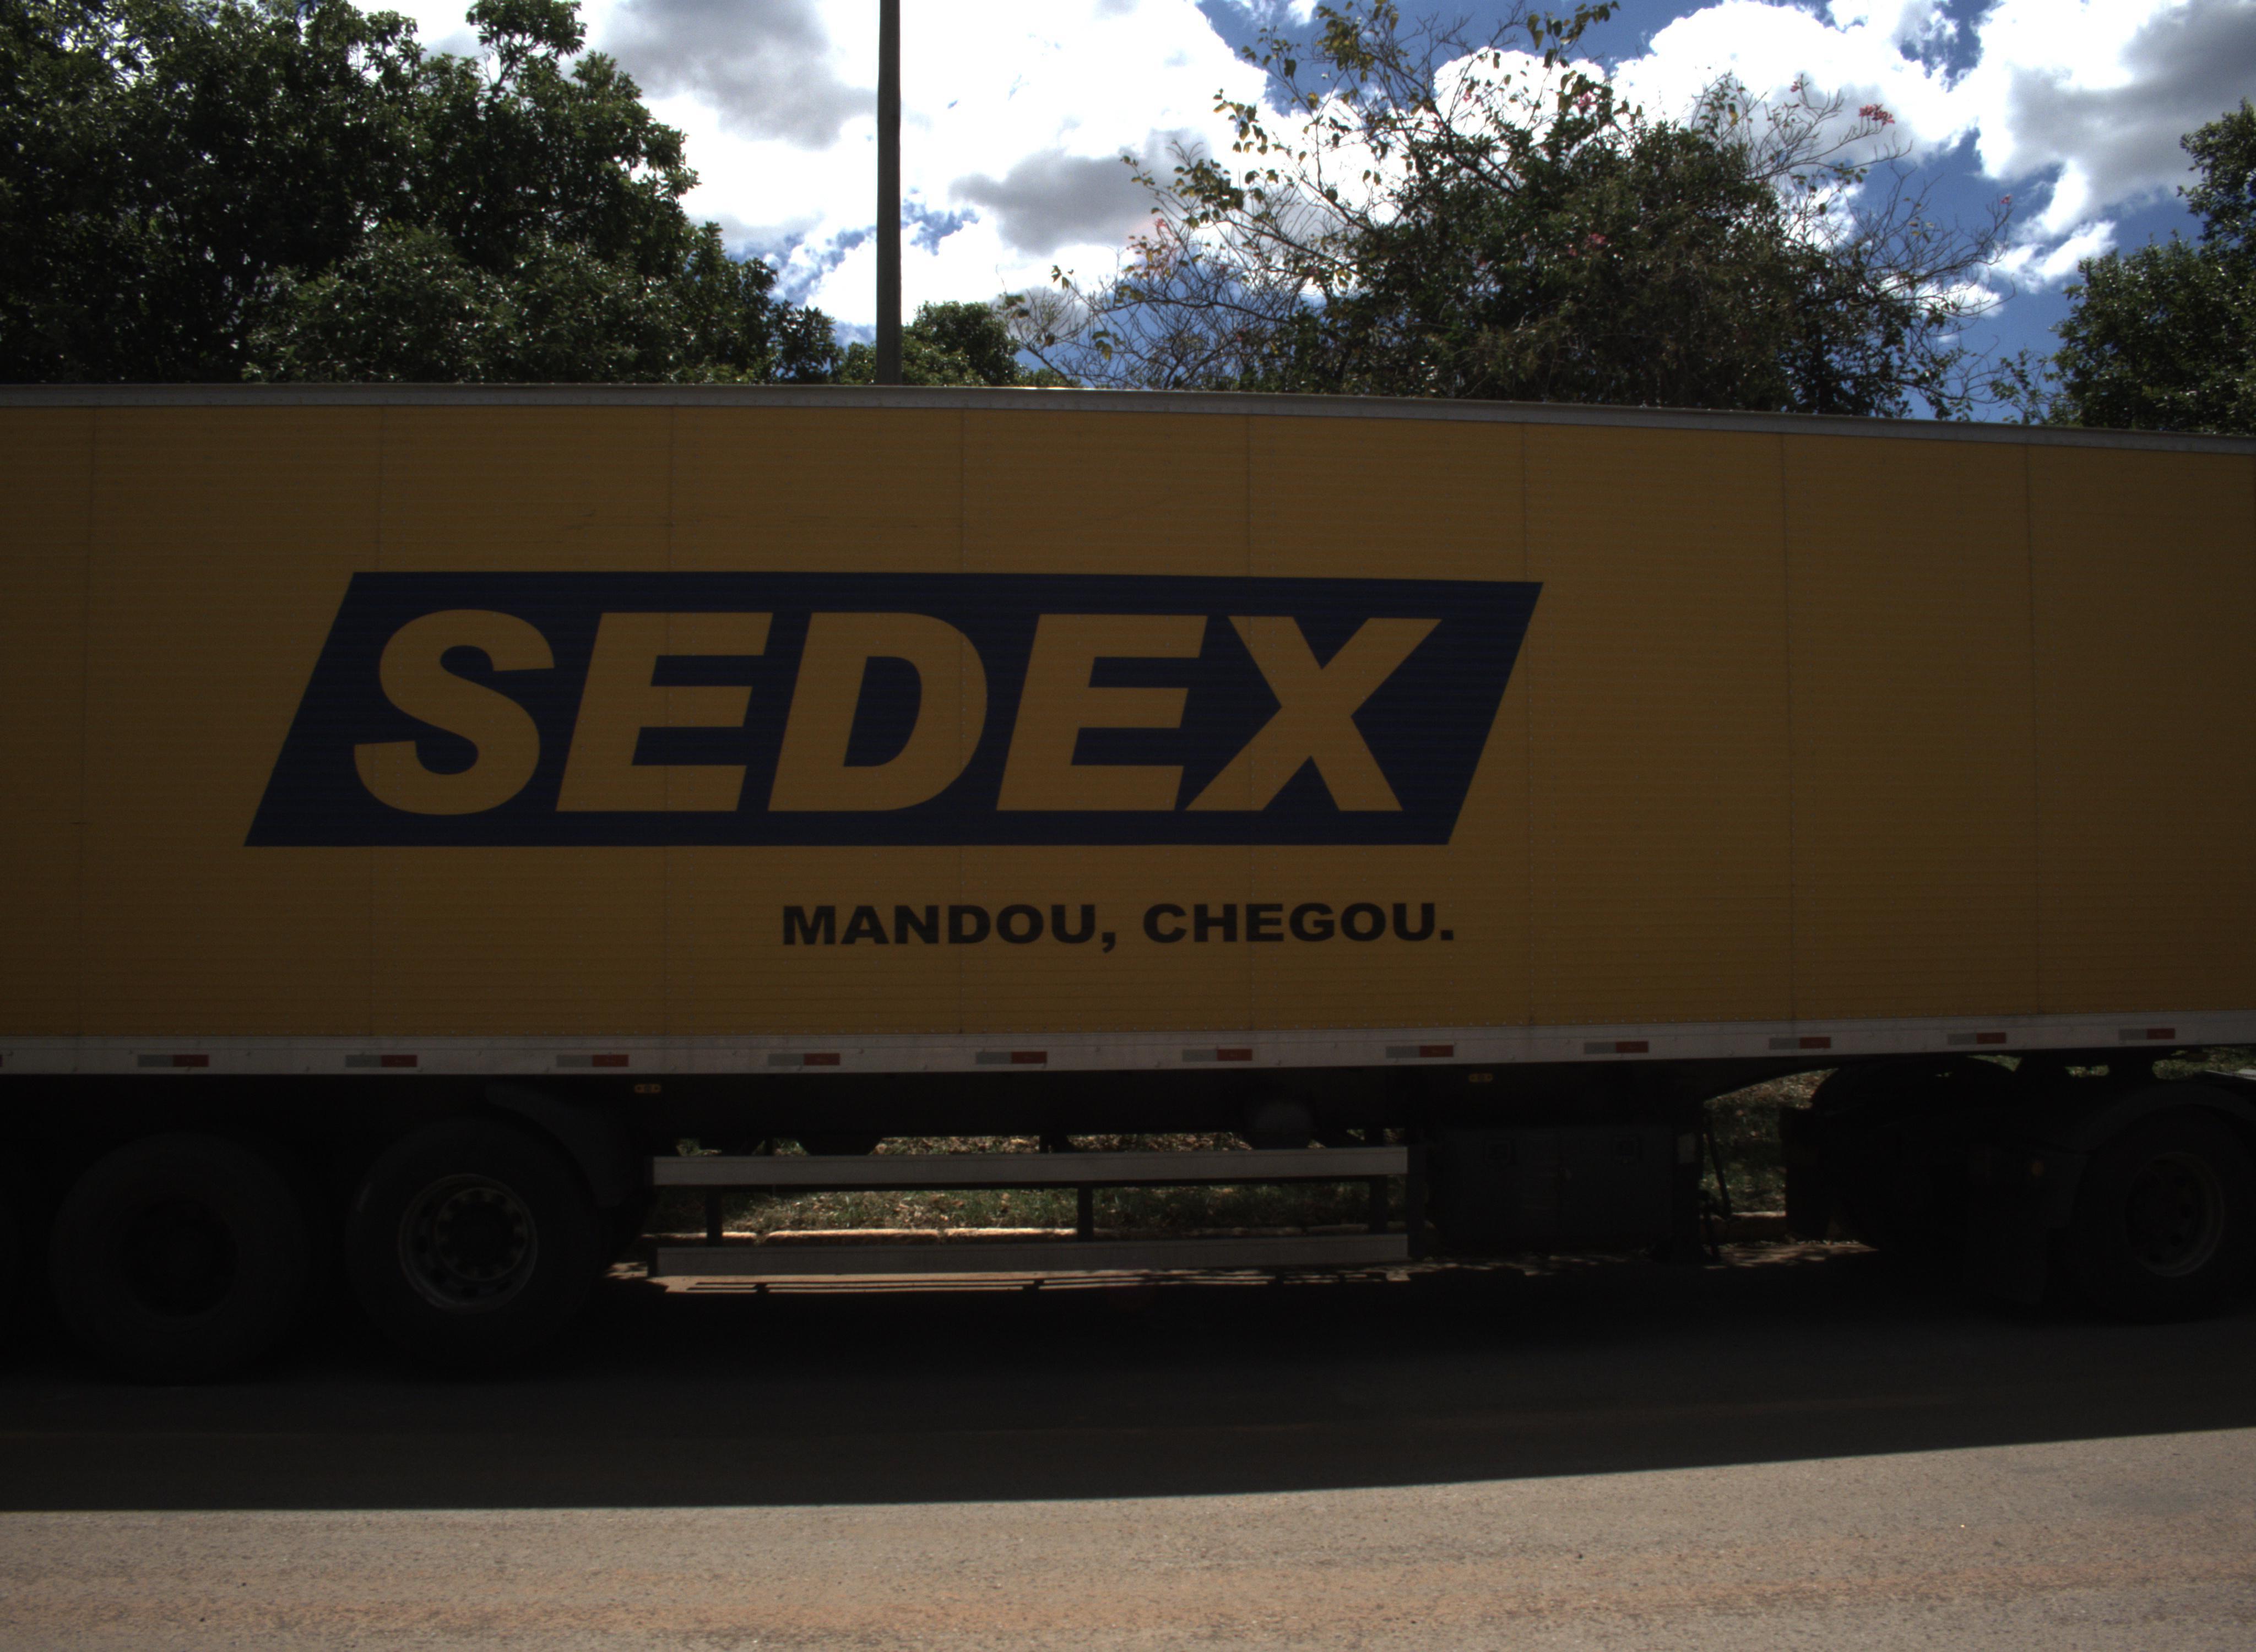 SEDEX
MANDOU, CHEGOU.